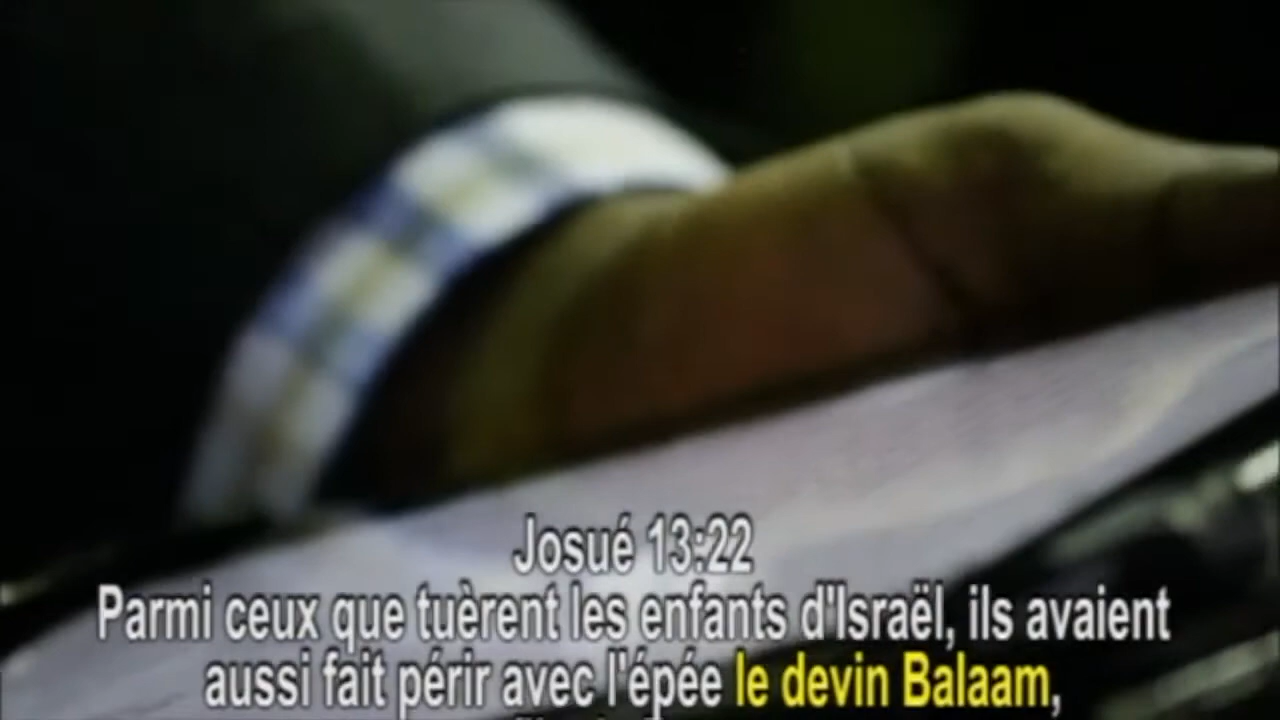 Josué 13:22
Parmi ceux que tuèrent les enfants d'Israël, ils avaient
aussi fait périr avec l'épée le devin Balaam,